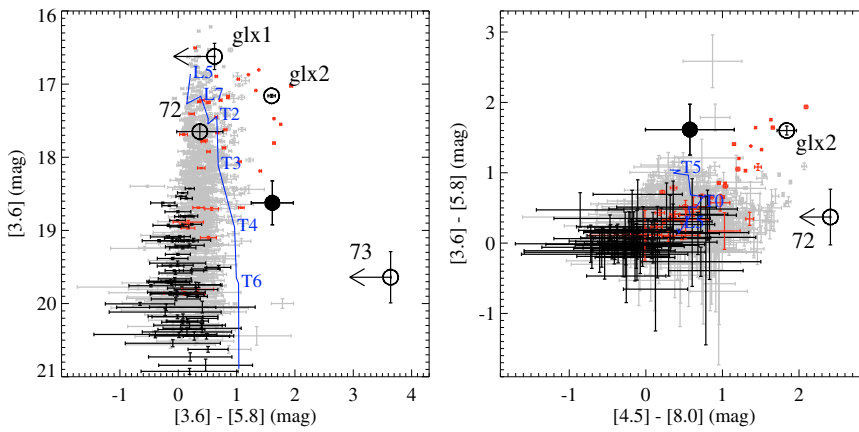 16
17
18
19
20
21
[3.6] (mag)
-1 0 1 2 3 4
[3.6] - [5.8] (mag)
glx1
glx2
L5
L7
72
T2
T3
T4
T6
73
3
2
1
0
-1
[3.6] - [5.8] (mag)
-1 0 1 2
[4.5] - [8.0] (mag)
glx2
T5
72